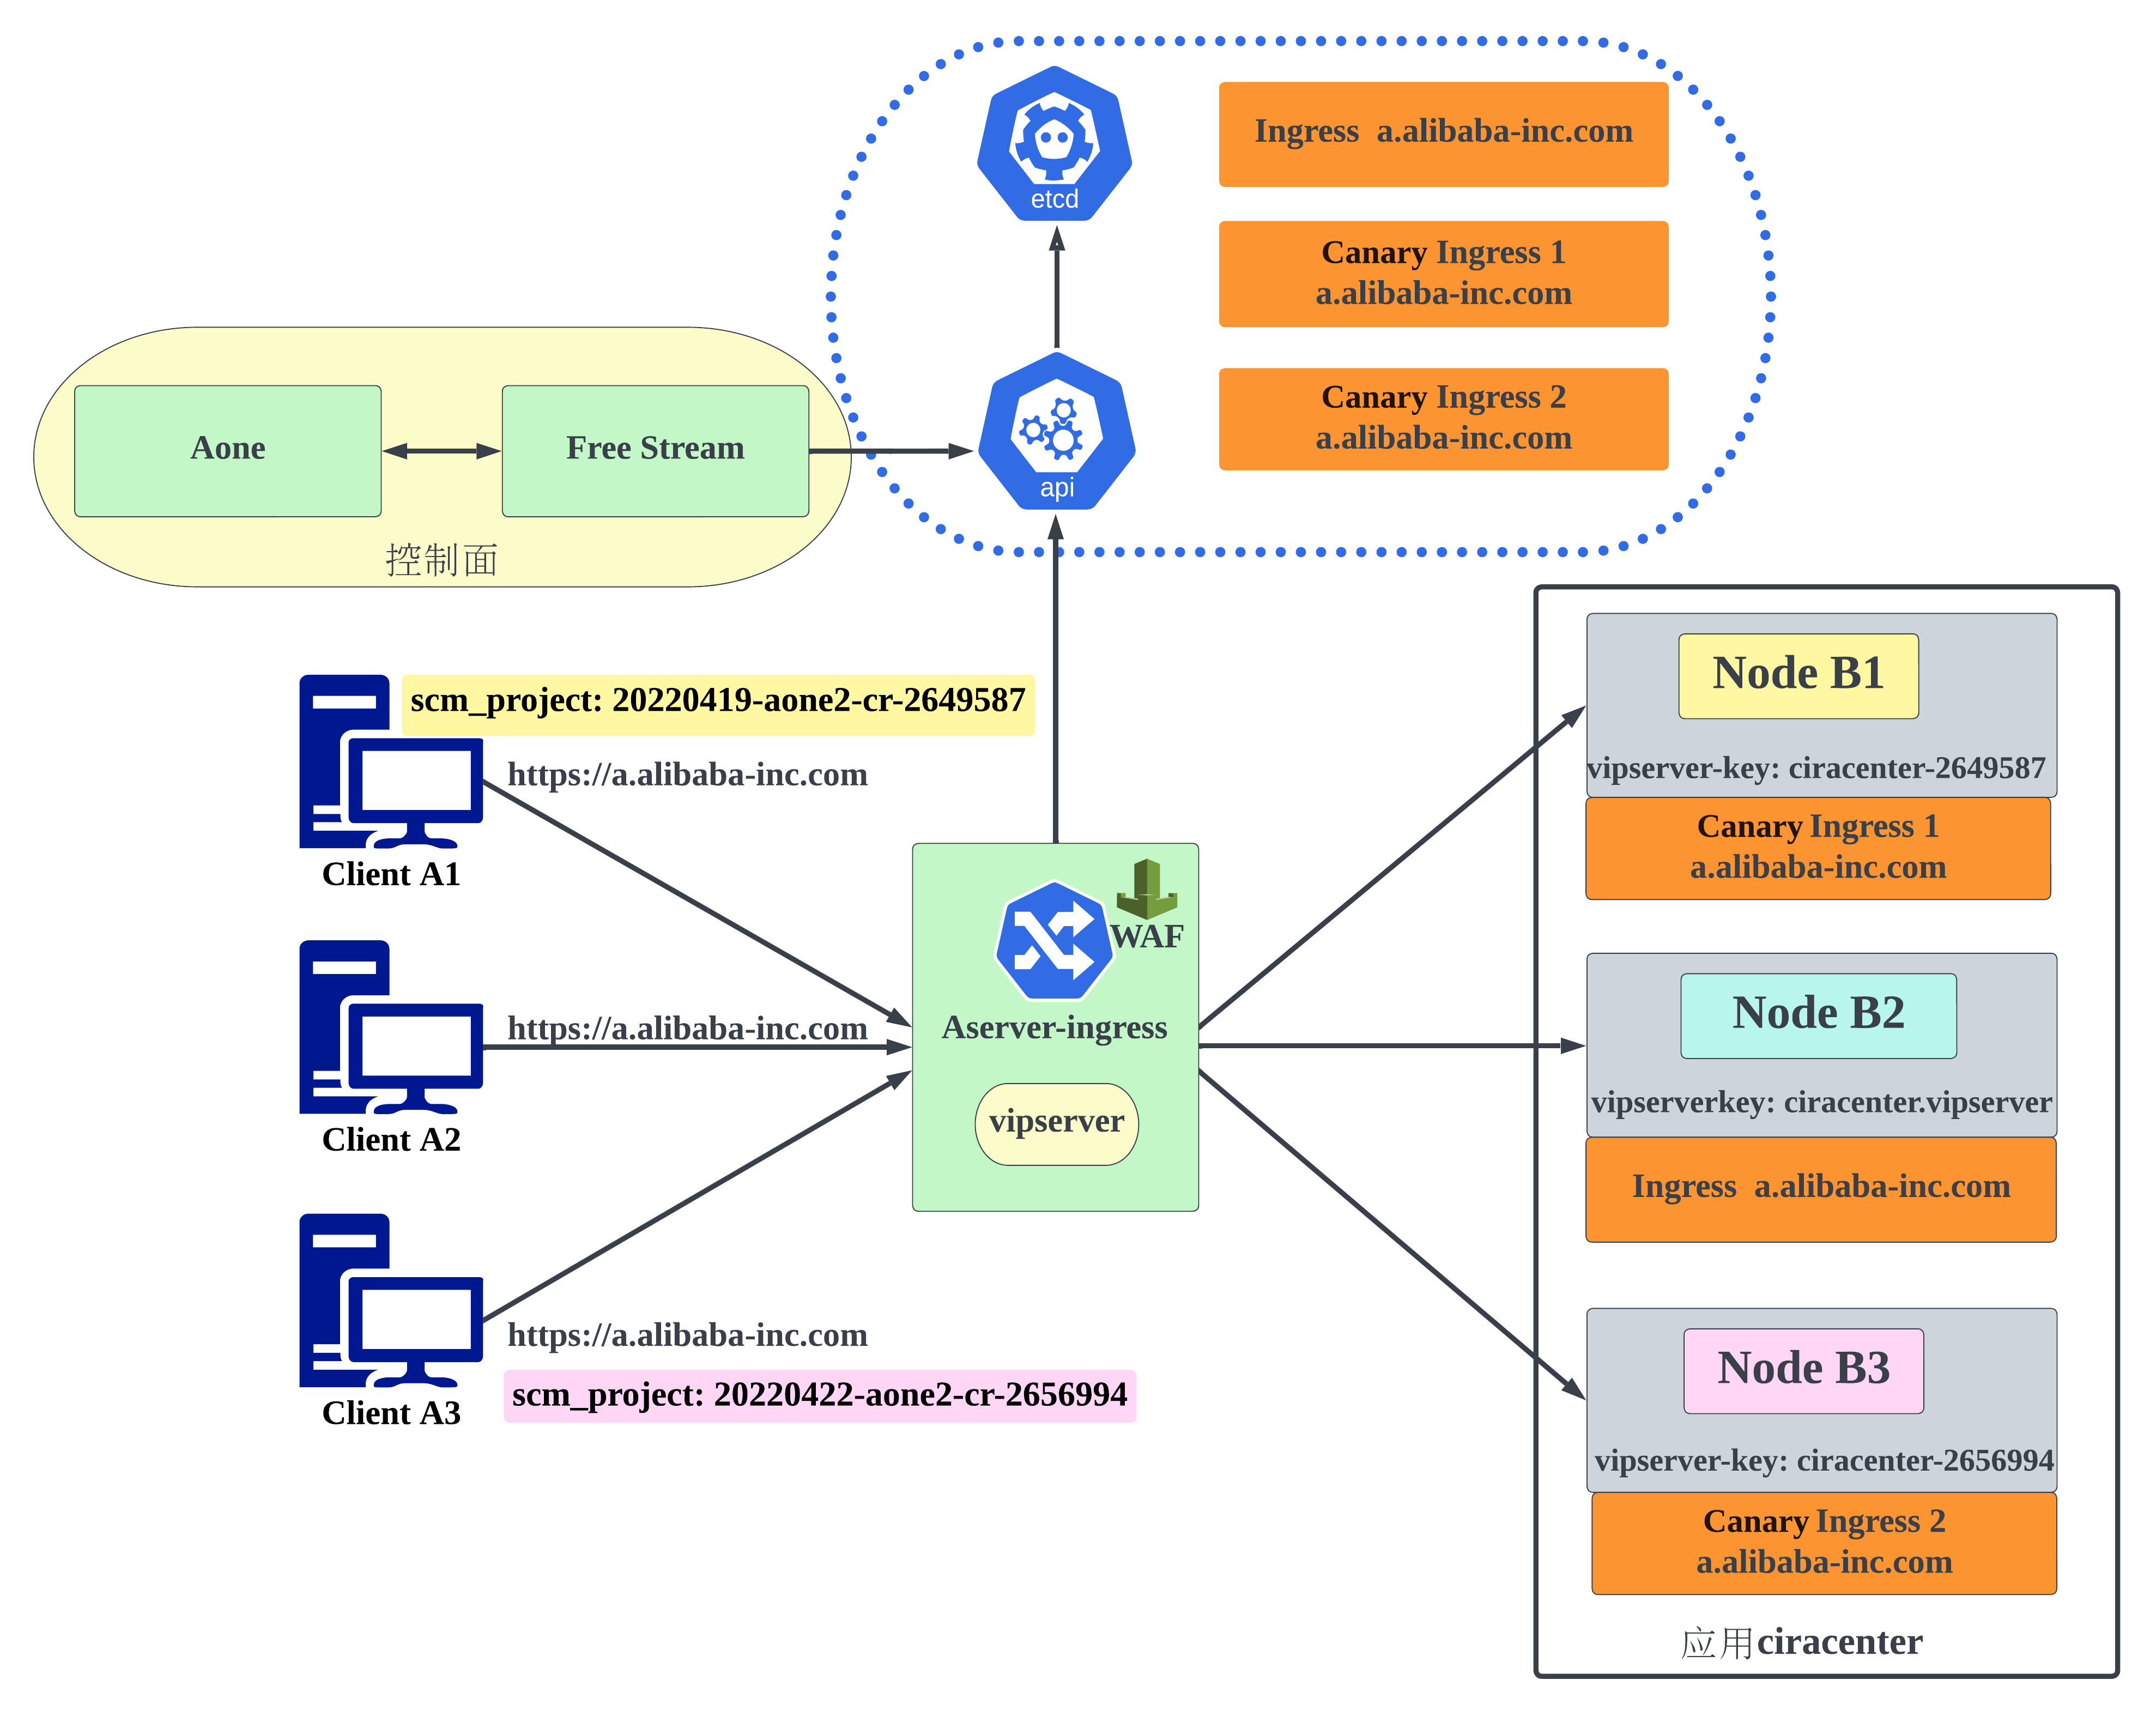 etcd
Ingress  a.alibaba-inc.com
Canary Ingress 1
a.alibaba-inc.com
Canary Ingress 2
a.alibaba-inc.com
api
Aone
Free Stream
控制面
scm_project: 20220419-aone2-cr-2649587
https://a.alibaba-inc.com
Client A1
https://a.alibaba-inc.com
Client A2
https://a.alibaba-inc.com
scm_project: 20220422-aone2-cr-2656994
Client A3
WAF
Aserver-ingress
vipserver
Node B1
vipserver-key: ciracenter-2649587
Canary Ingress 1
a.alibaba-inc.com
Node B2
vipserverkey: ciracenter.vipserver
Ingress  a.alibaba-inc.com
Node B3
vipserver-key: ciracenter-2656994
Canary Ingress 2
a.alibaba-inc.com
应用ciracenter